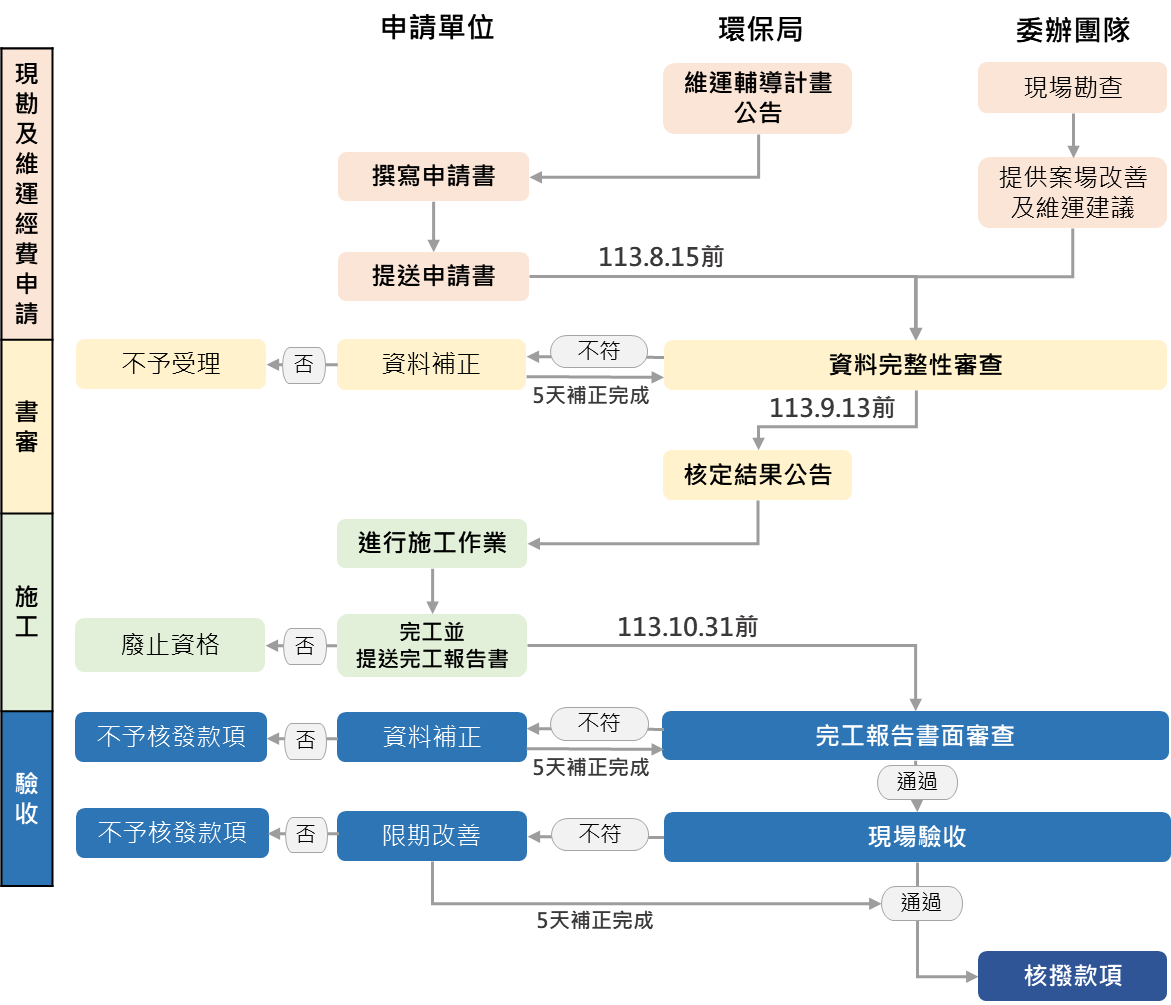 申請單位
環保局
委辦團隊
現勘及維運經費申請
維運輔導計畫
公告
現場勘查
撰寫申請書
提供案場改善
及維運建議
提送申請書
113.8.15前
書審
不予受理
否
資料補正
不符
5天補正完成
資料完整性審查
113.9.13前
核定結果公告
施工
進行施工作業
廢止資格
否
完工並
提送完工報告書
113.10.31前
驗收
不予核發款項
否
資料補正
不符
5天補正完成
完工報告書面審查
通過
不予核發款項
否
限期改善
不符
現場驗收
5天補正完成
通過
核撥款項